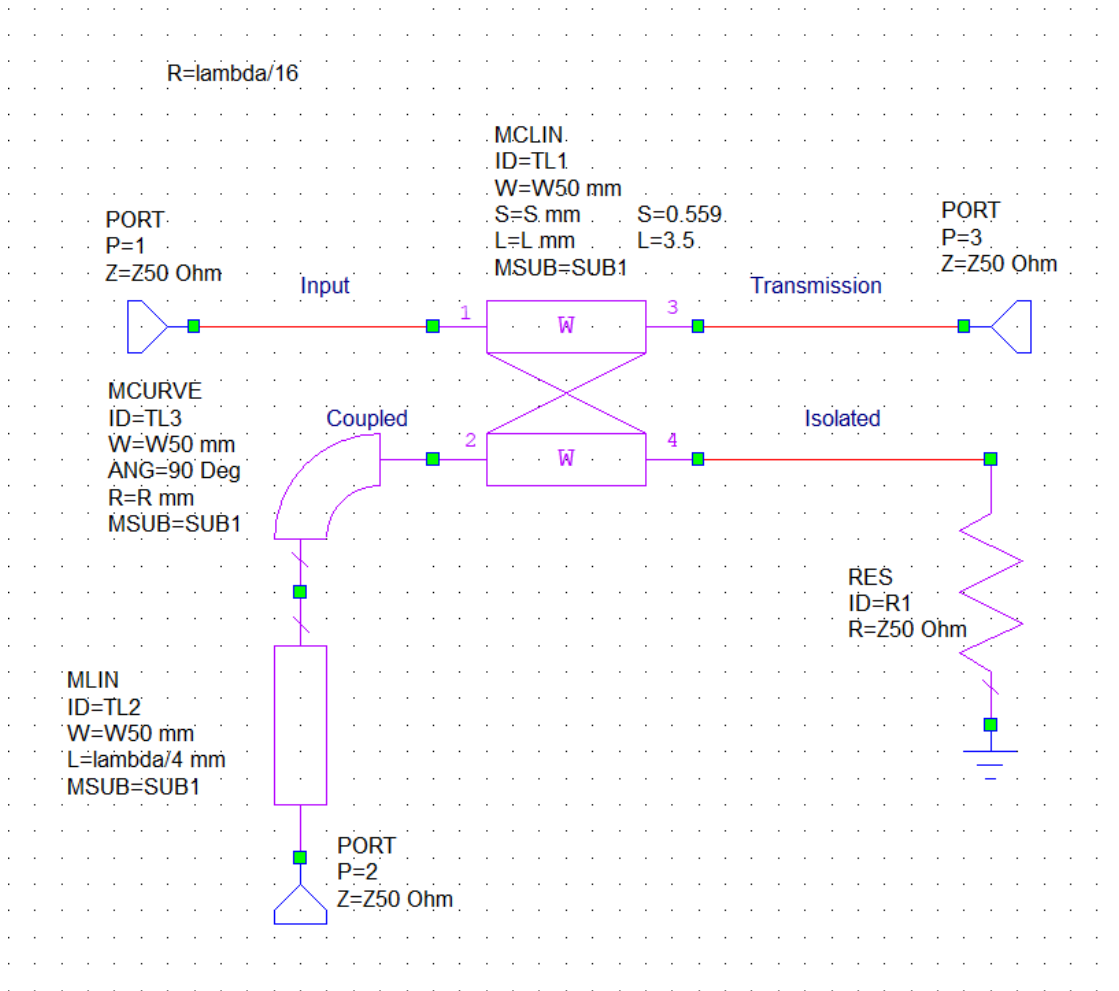 R=lambda/16
MCLIN
ID=TL1
W=W50 mm
S=S mm
S=0.559
L=L mm
L=3.5
MSUB=SUB1
PORT
P=1
Z=Z50 Ohm
PORT
P=3
Z=Z50 Ohm
Input
Transmission
1
W
3
MCURVE
ID=TL3
W=W50 mm
ANG=90 Deg
R=R mm
MSUB=SUB1
Coupled
Isolated
2
W
4
RES
ID=R1
R=Z50 Ohm
MLIN
ID=TL2
W=W50 mm
L=lambda/4 mm
MSUB=SUB1
PORT
P=2
Z=Z50 Ohm